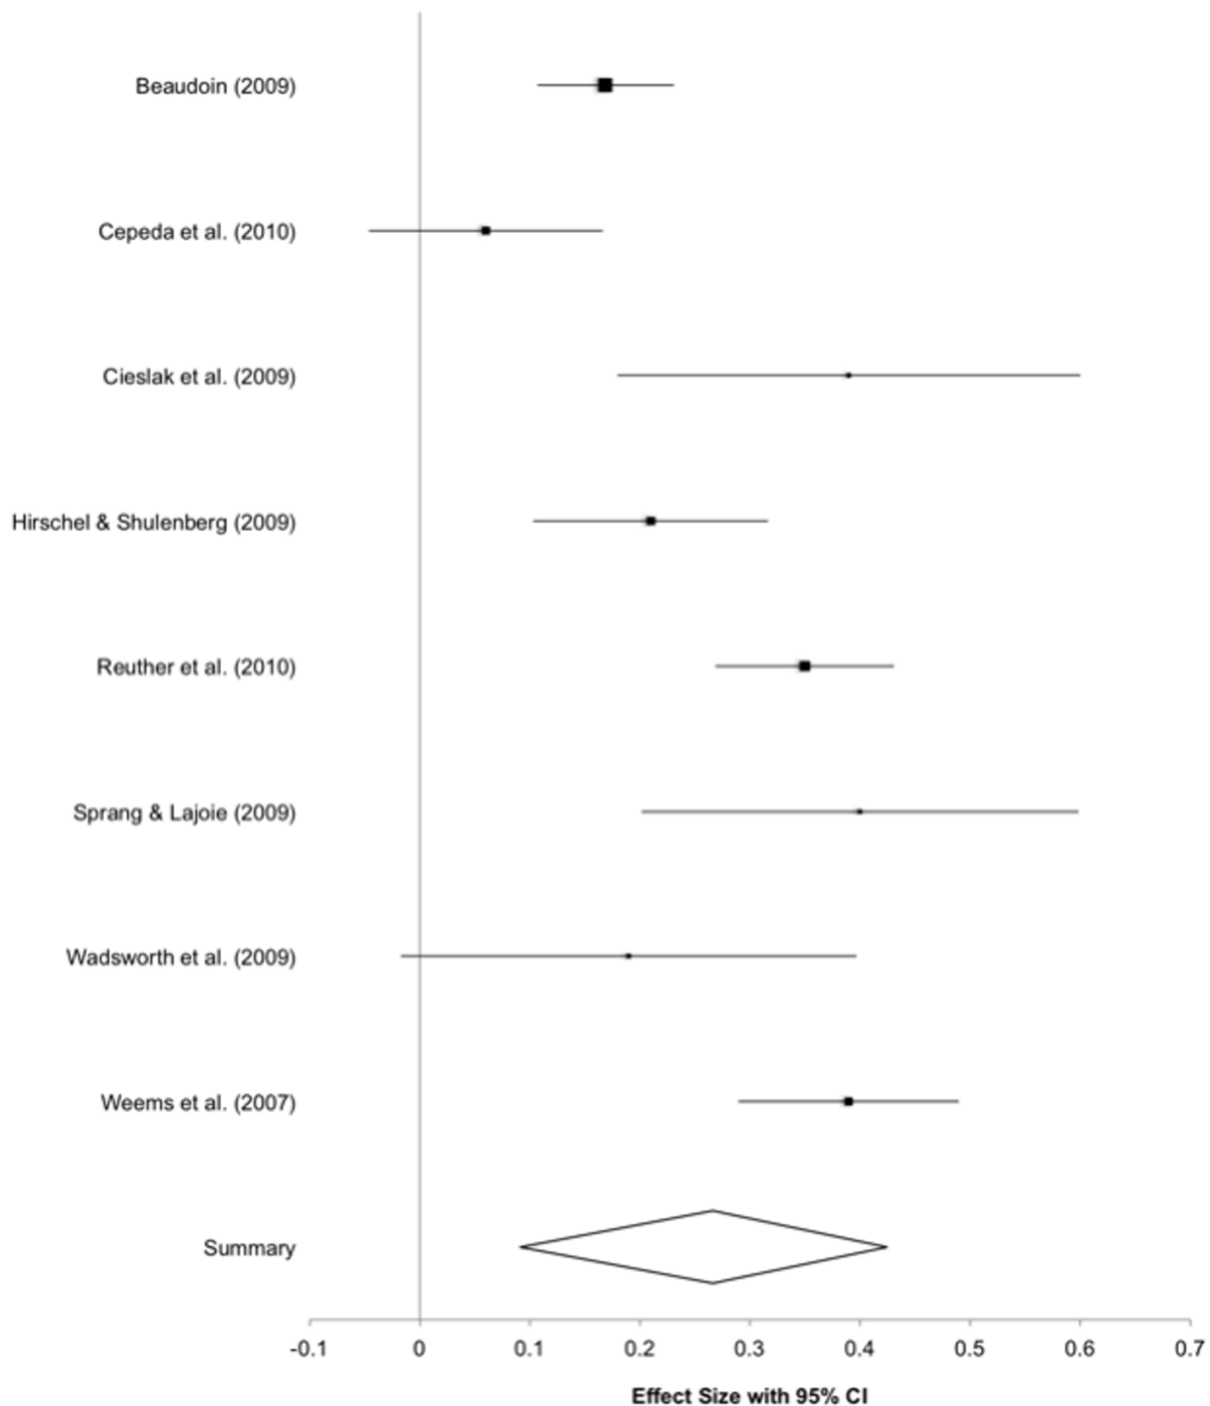 Beaudoin (2009)
Cepeda et al. (2010)
Cieslak et al. (2009)
Hirschel & Shulenberg (2009)
Reuther et al. (2010)
Sprang & Lajoie (2009)
Wadsworth et al. (2009)
Weems et al. (2007)
Summary
-0.1 0 0.1 0.2 0.3 0.4 0.5 0.6 0.7
Effect Size with 95% CI